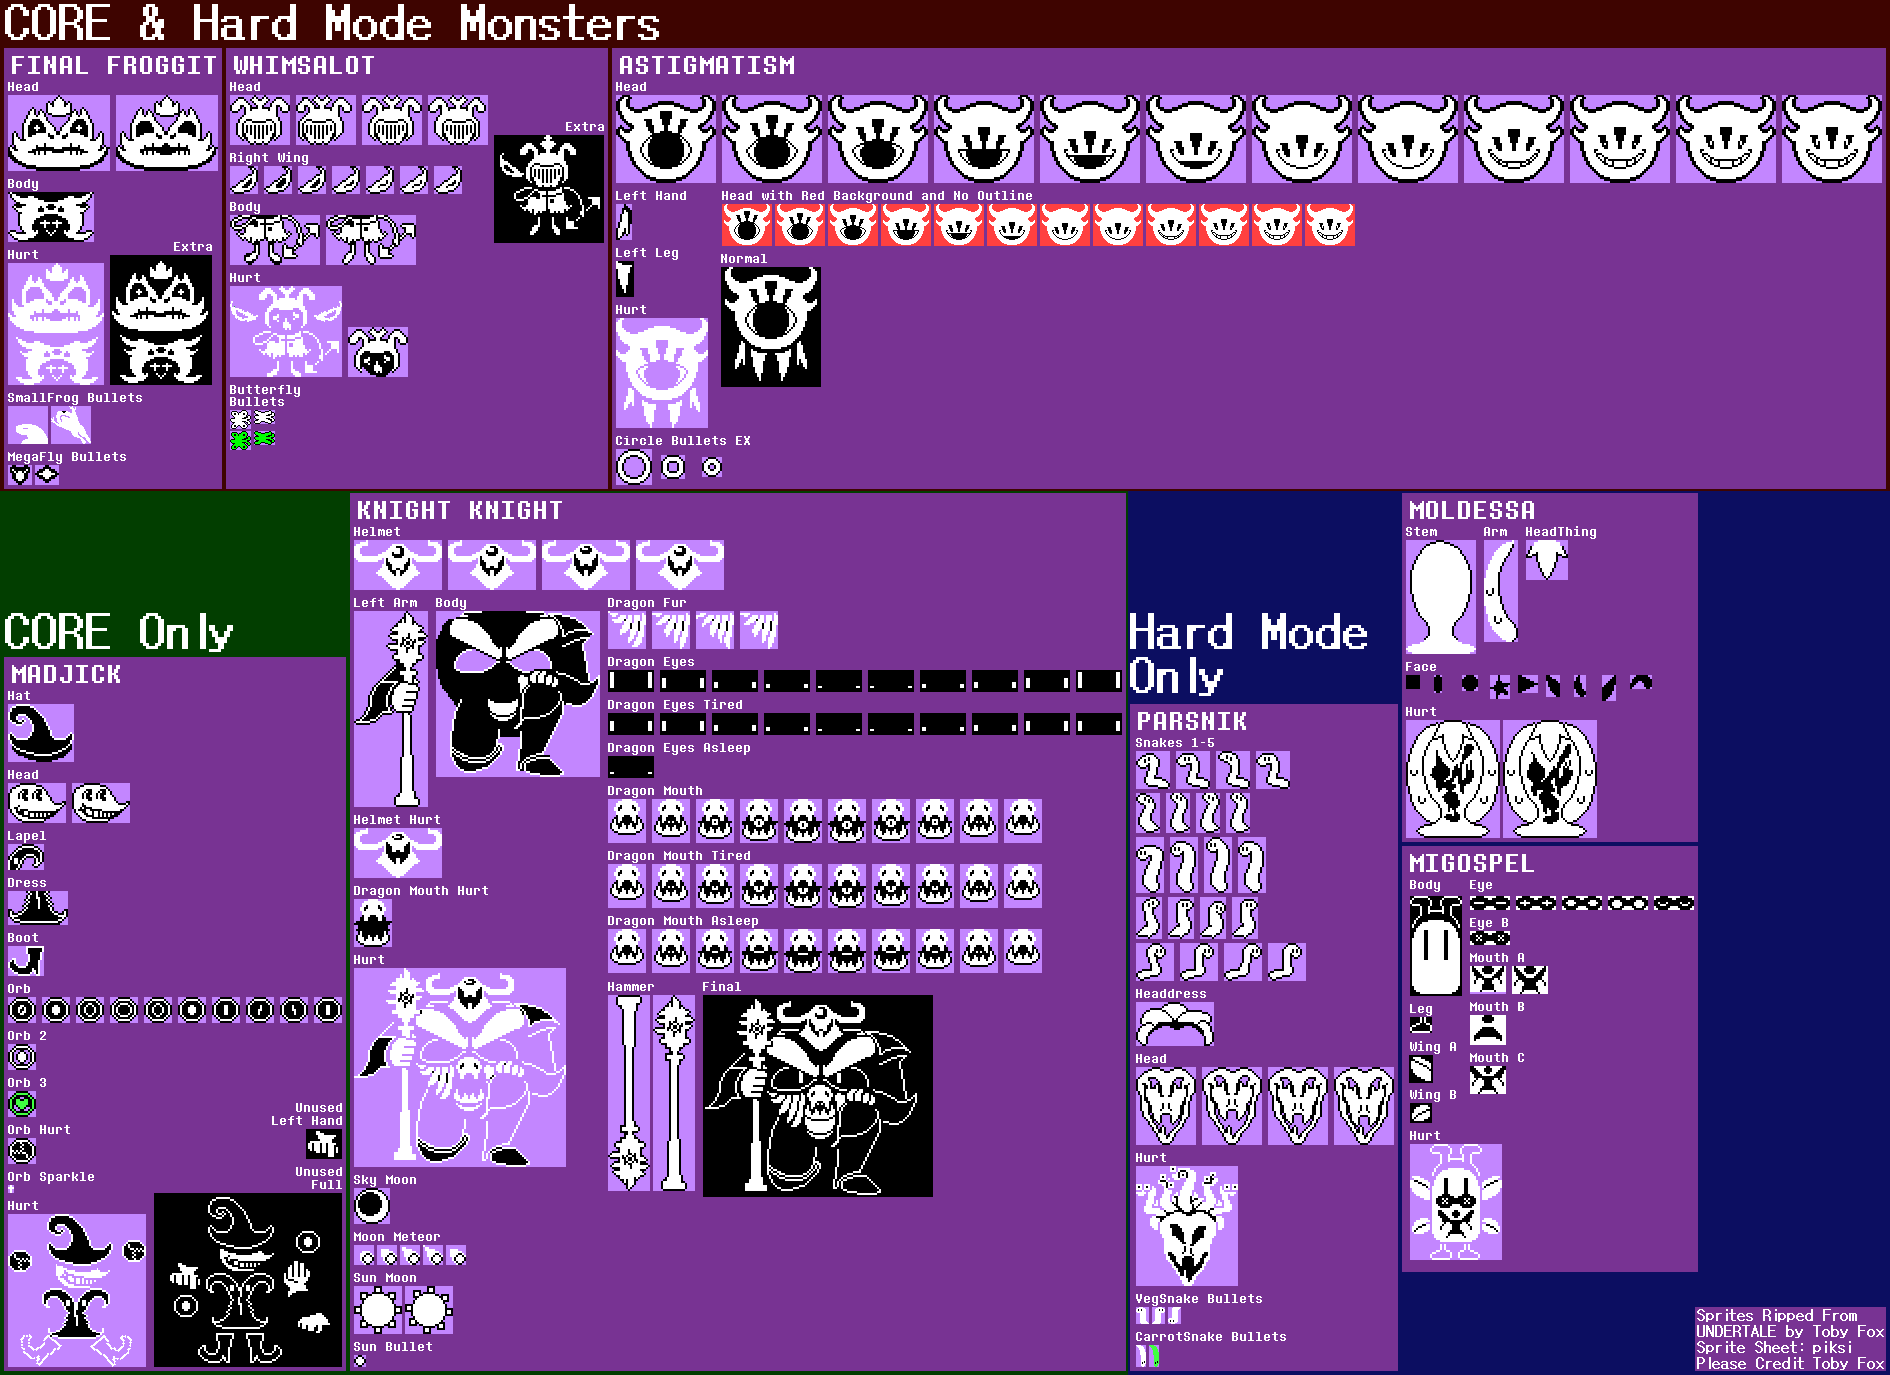 CORE & Hard Mode Monsters
FINAL FROGGIT
Head
Body
Extra
Hurt
SmallFrog Bullets
MegaFly Bullets
WHIMSALOT
Head
Extra
Right Wing
Body
Hurt
Butterfly
Bullets
ASTIGMATISM
Head
Left Hand
Head with Red Background and No Outline
Left Leg
Normal
Hurt
Circle Bullets EX
CORE Only
MADJICK
Hat
Head
Lapel
Dress
Boot
Orb
Orb 2
Orb 3
Unused
Left Hand
Orb Hurt
Unused
Full
Orb Sparkle
Hurt
KNIGHT KNIGHT
Helmet
Left Arm
Body
Dragon Fur
Dragon Eyes
Dragon Eyes Tired
Dragon Eyes Asleep
Dragon Mouth
Helmet Hurt
Dragon Mouth Tired
Dragon Mouth Hurt
Dragon Mouth Asleep
Hurt
Hammer
Final
Sky Moon
Moon Meteor
Sun Moon
Sun Bullet
Hard Mode
Only
PARSNIK
Snakes 1-5
Headdress
Head
Hurt
VegSnake Bullets
CarrotSnake Bullets
MOLDESSA
Stem
Arm
HeadThing
Face
Hurt
MIGOSPEL
Body
Eye
Eye B
Mouth A
Leg
Mouth B
Wing A
Mouth C
Wing B
Hurt
Sprites Ripped From
UNDERTALE by Toby Fox
Sprite Sheet: piksi
Please Credit Toby Fox